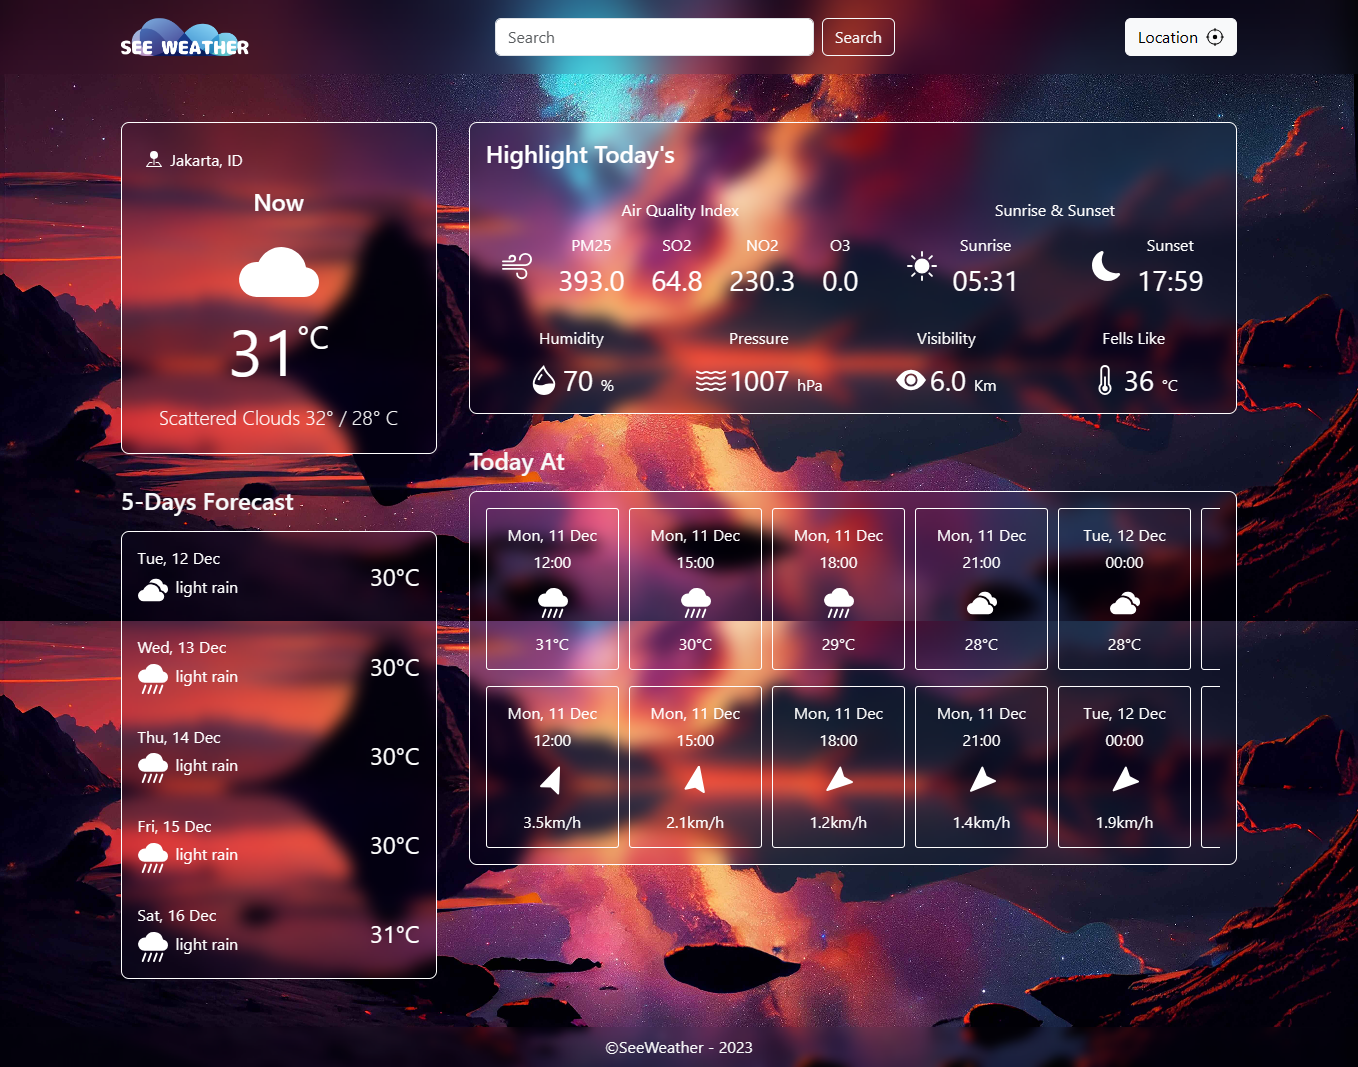 SEE WEATHER
Search
Search
Location
Jakarta, ID
Now
31°C
Scattered Clouds 32° / 28° C
Highlight Today's
Air Quality Index
PM25 SO2 NO2 O3
393.0 64.8 230.3 0.0
Sunrise & Sunset
Sunrise Sunset
05:31 17:59
Humidity Pressure Visibility Fells Like
70 % 1007 hPa 6.0 Km 36 °C
5-Days Forecast
Tue, 12 Dec
light rain
30°C
Wed, 13 Dec
light rain
30°C
Thu, 14 Dec
light rain
30°C
Fri, 15 Dec
light rain
30°C
Sat, 16 Dec
light rain
31°C
Today At
Mon, 11 Dec Mon, 11 Dec Mon, 11 Dec Mon, 11 Dec Tue, 12 Dec
12:00 15:00 18:00 21:00 00:00
31°C 30°C 29°C 28°C 28°C
Mon, 11 Dec Mon, 11 Dec Mon, 11 Dec Mon, 11 Dec Tue, 12 Dec
12:00 15:00 18:00 21:00 00:00
3.5km/h 2.1km/h 1.2km/h 1.4km/h 1.9km/h
©SeeWeather - 2023